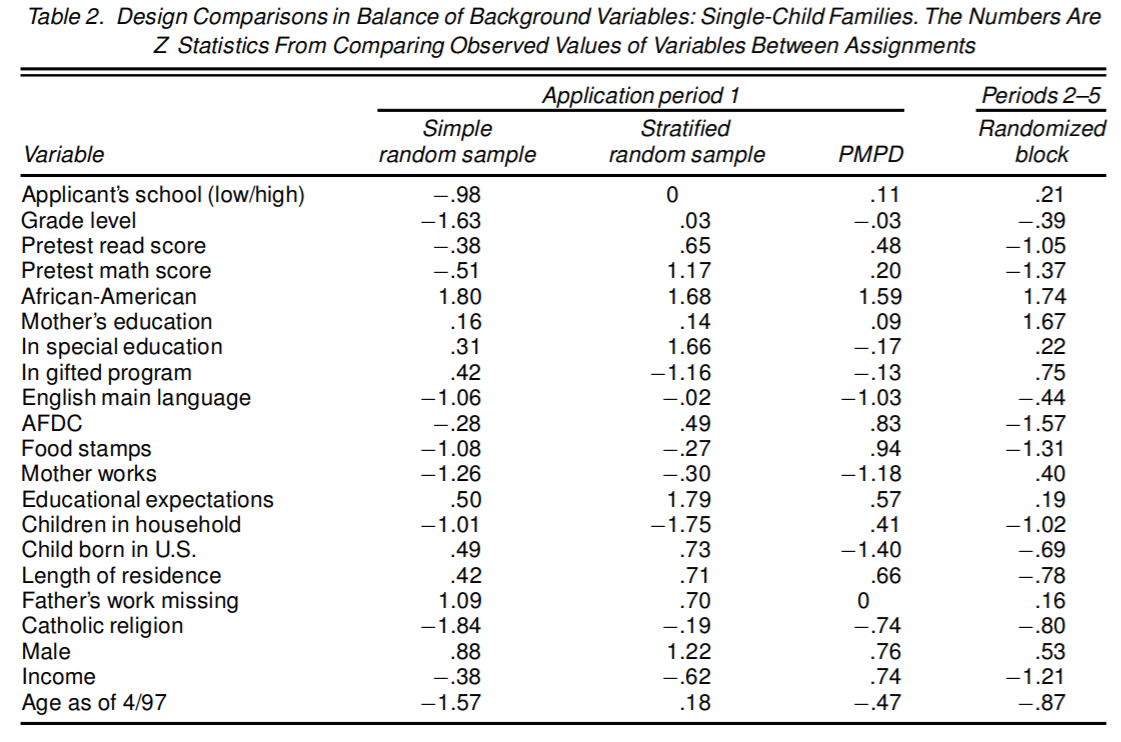 Table 2. Design Comparisons in Balance of Background Variables: Single-Child Families. The Numbers Are
Z Statistics From Comparing Observed Values of Variables Between Assignments
Application period 1 Periods 2–5
Simple Stratified Randomized
Variable random sample random sample PMPD block
Applicant's school (low/high) −.98 0 .11 .21
Grade level −1.63 .03 −.03 −.39
Pretest read score −.38 .65 .48 −1.05
Pretest math score −.51 1.17 .20 −1.37
African-American 1.80 1.68 1.59 1.74
Mother's education .16 .14 .09 1.67
In special education .31 1.66 −.17 .22
In gifted program .42 −1.16 −.13 .75
English main language −1.06 −.02 −1.03 −.44
AFDC −.28 .49 .83 −1.57
Food stamps −1.08 −.27 .94 −1.31
Mother works −1.26 −.30 −1.18 .40
Educational expectations .50 1.79 .57 .19
Children in household −1.01 −1.75 .41 −1.02
Child born in U.S. .49 .73 −1.40 −.69
Length of residence .42 .71 .66 −.78
Father's work missing 1.09 .70 0 .16
Catholic religion −1.84 −.19 −.74 −.80
Male .88 1.22 .76 .53
Income −.38 −.62 .74 −1.21
Age as of 4/97 −1.57 .18 −.47 −.87